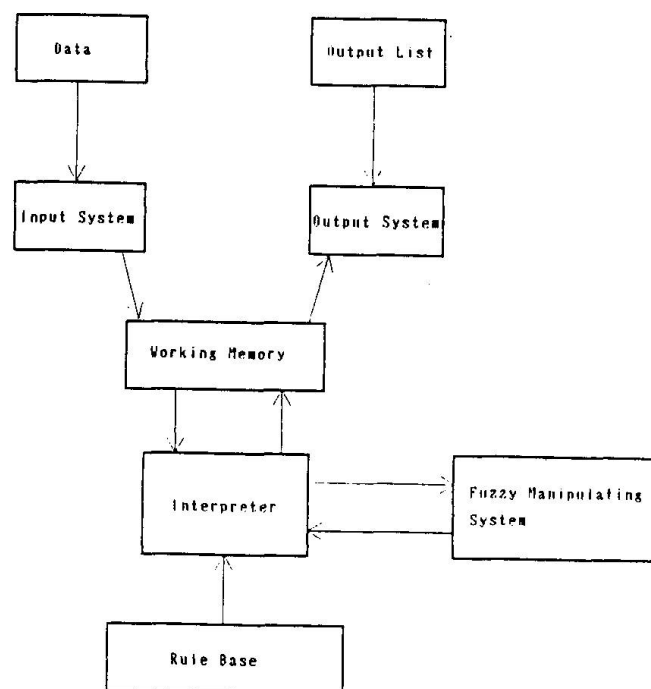 Data
Output List
Input System
Output System
Working Memory
Interpreter
Fuzzy Manipulating
System
Rule Base